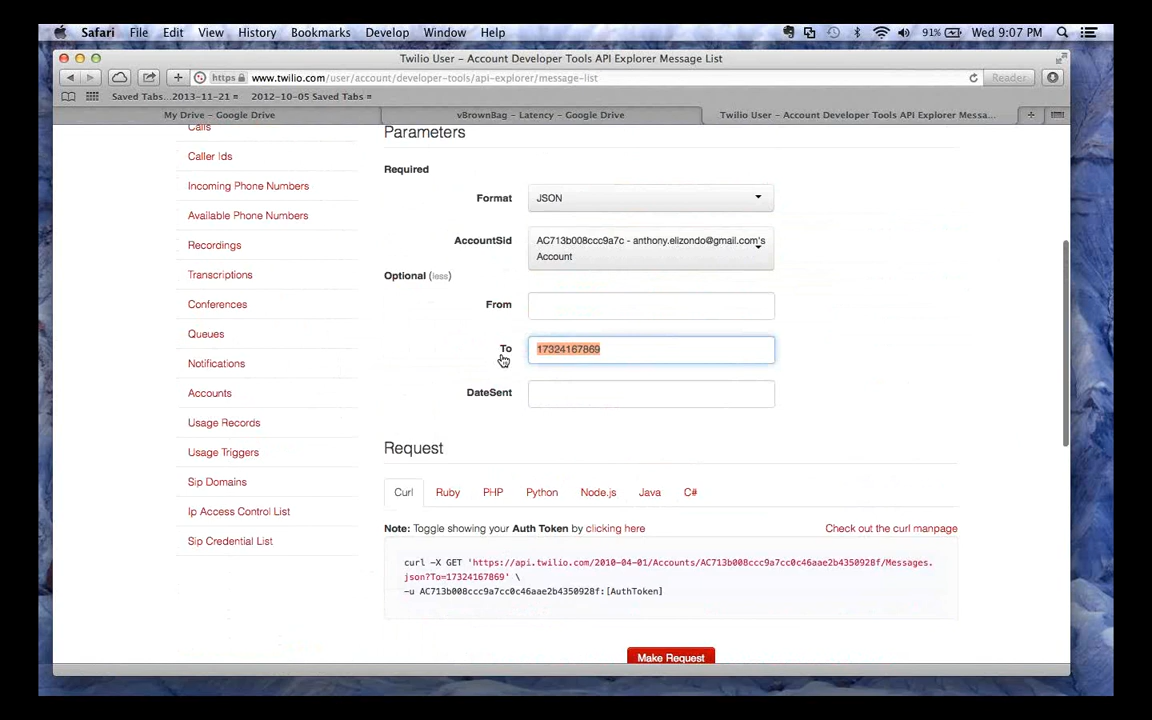 Safari File Edit View History Bookmarks Develop Window Help 91% Wed 9:07 PM
Twilio User – Account Developer Tools API Explorer Message List
https www.twilio.com/user/account/developer-tools/api-explorer/message-list Reader
Saved Tabs...2013-11-21 2012-10-05 Saved Tabs
My Drive – Google Drive vBrownBag – Latency – Google Drive Twilio User – Account Developer Tools API Explorer Messa...
Calls
Caller Ids
Incoming Phone Numbers
Available Phone Numbers
Recordings
Transcriptions
Conferences
Queues
Notifications
Accounts
Usage Records
Usage Triggers
Sip Domains
Ip Access Control List
Sip Credential List
Parameters
Required
Format JSON
AccountSid AC713b008ccc9a7c - anthony.elizondo@gmail.com's
Account
Optional (less)
From
To 17324167869
DateSent
Request
Curl Ruby PHP Python Node.js Java C#
Note: Toggle showing your Auth Token by clicking here Check out the curl manpage
curl -X GET 'https://api.twilio.com/2010-04-01/Accounts/AC713b008ccc9a7cc0c46aae2b4350928f/Messages.
json?To=17324167869' \
-u AC713b008ccc9a7cc0c46aae2b4350928f:[AuthToken]
Make Request